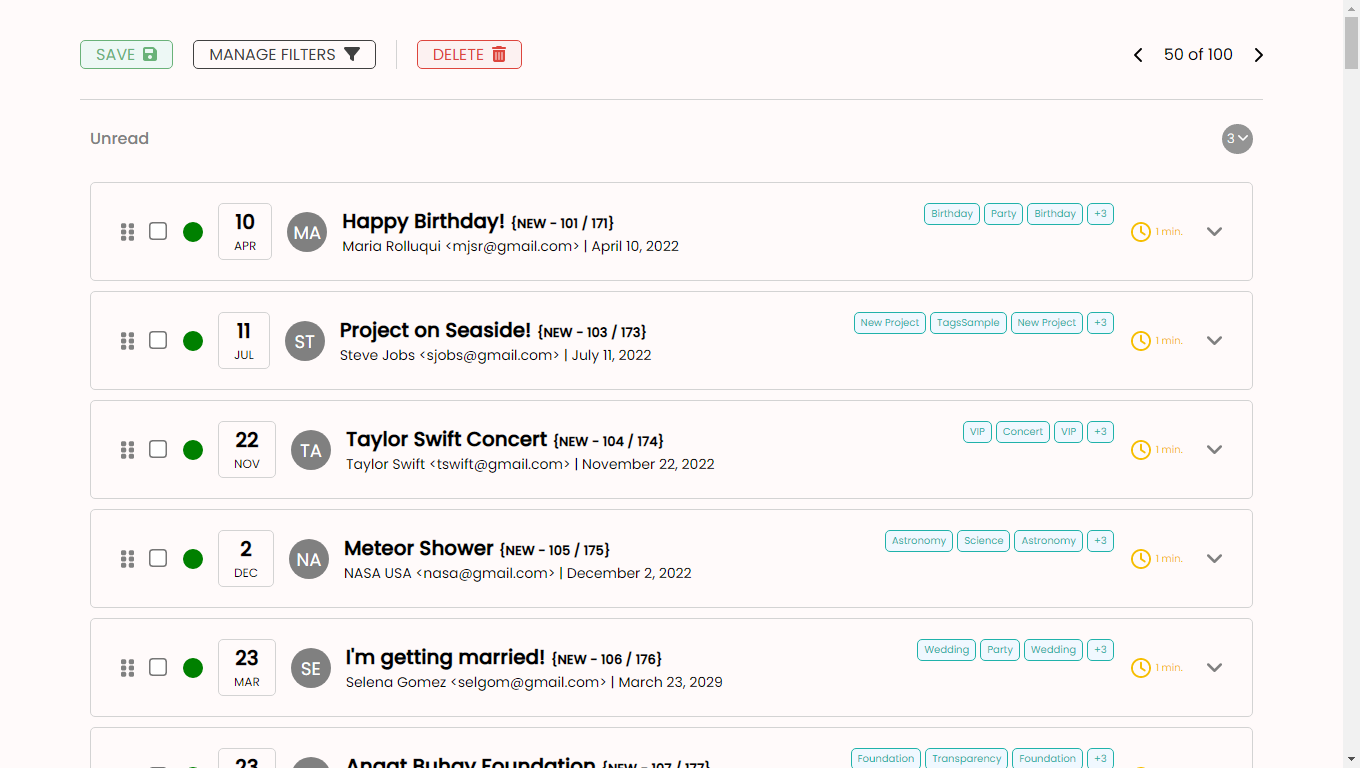 SAVE MANAGE FILTERS DELETE 50 of 100
Unread 3
10 APR MA Happy Birthday! {NEW - 101 / 171} Birthday Party Birthday +3 1 min.
Maria Rolluqui <mjsr@gmail.com> | April 10, 2022
11 JUL ST Project on Seaside! {NEW - 103 / 173} New Project TagsSample New Project +3 1 min.
Steve Jobs <sjobs@gmail.com> | July 11, 2022
22 NOV TA Taylor Swift Concert {NEW - 104 / 174} VIP Concert VIP +3 1 min.
Taylor Swift <tswift@gmail.com> | November 22, 2022
2 DEC NA Meteor Shower {NEW - 105 / 175} Astronomy Science Astronomy +3 1 min.
NASA USA <nasa@gmail.com> | December 2, 2022
23 MAR SE I'm getting married! {NEW - 106 / 176} Wedding Party Wedding +3 1 min.
Selena Gomez <selgom@gmail.com> | March 23, 2029
23 Angat Buhay Foundation {NEW - 107 / 177} Foundation Transparency Foundation +3